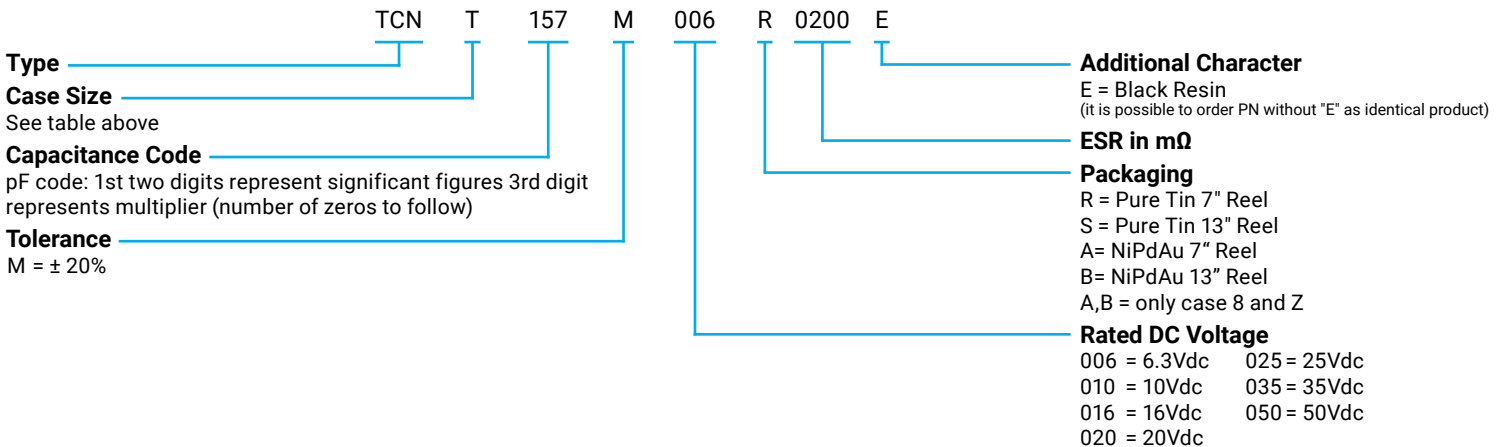 TCN T 157 M 006 R 0200 E
Type
Case Size
See table above
Capacitance Code
pF code: 1st two digits represent significant figures 3rd digit
represents multiplier (number of zeros to follow)
Tolerance
M = ± 20%
Additional Character
E = Black Resin
(it is possible to order PN without "E" as identical product)
ESR in mΩ
Packaging
R = Pure Tin 7" Reel
S = Pure Tin 13" Reel
A= NiPdAu 7“ Reel
B= NiPdAu 13” Reel
A,B = only case 8 and Z
Rated DC Voltage
006 = 6.3Vdc 025 = 25Vdc
010 = 10Vdc 035 = 35Vdc
016 = 16Vdc 050 = 50Vdc
020 = 20Vdc